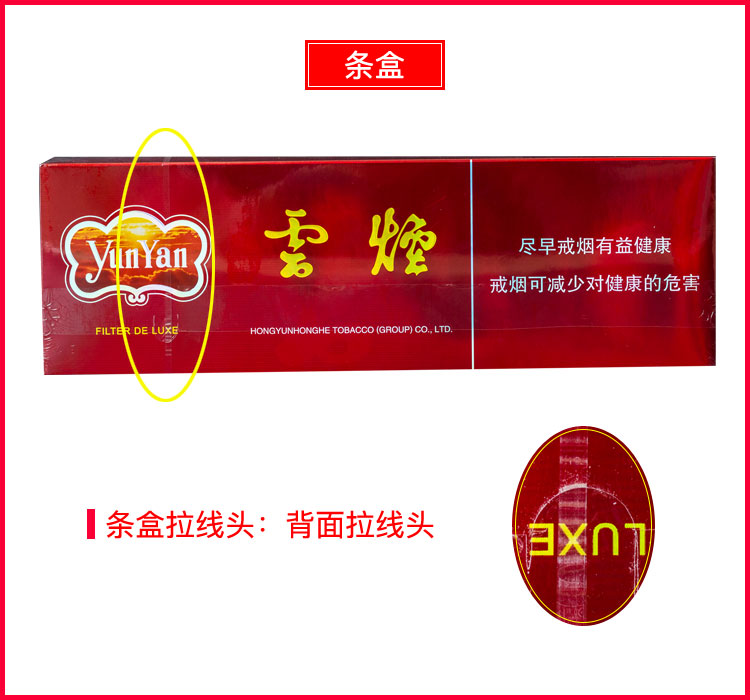 条盒
YunYan
FILTER DE LUXE
雲煙
HONGYUNHONGHE TOBACCO (GROUP) CO., LTD.
尽早戒烟有益健康
戒烟可减少对健康的危害
条盒拉线头：背面拉线头
LUXE